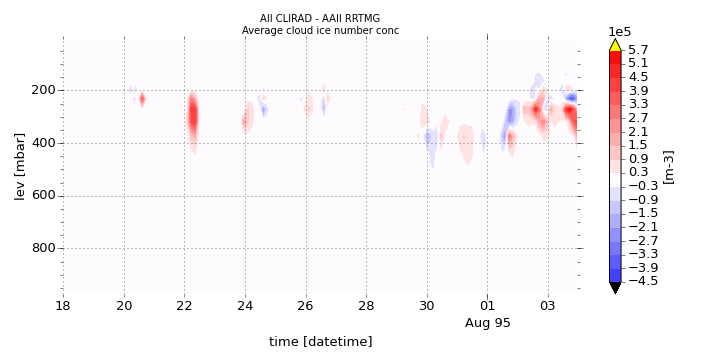 All CLIRAD - AAll RRTMG
Average cloud ice number conc
1e5
5.7
5.1
4.5
3.9
3.3
2.7
2.1
1.5
0.9
0.3
−0.3
−0.9
−1.5
−2.1
−2.7
−3.3
−3.9
−4.5
[m-3]
200
400
600
800
lev [mbar]
18 20 22 24 26 28 30 01 03
Aug 95
time [datetime]